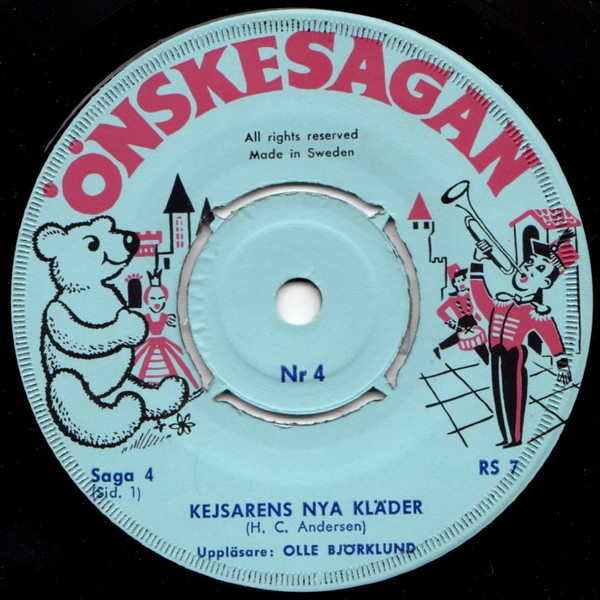 ÖNSKESAGAN
All rights reserved
Made in Sweden
Nr 4
Saga 4
(Sid. 1)
RS 7
KEJSARENS NYA KLÄDER
(H. C. Andersen)
Uppläsare: OLLE BJÖRKLUND